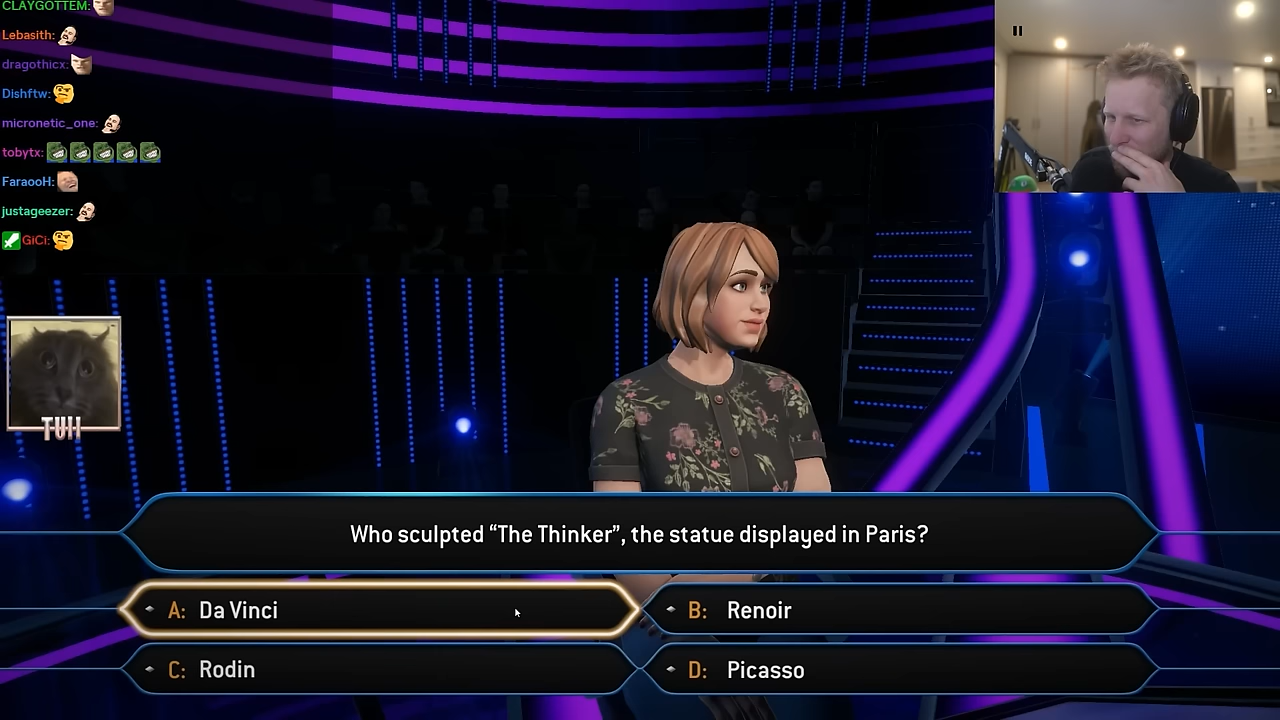 CLAYGOTTEM:
Lebasith:
dragothicx:
Dishftw:
micronetic_one:
tobytx:
FaraooH:
justageezer:
GiCi:
Who sculpted “The Thinker”, the statue displayed in Paris?
A: Da Vinci
B: Renoir
C: Rodin
D: Picasso